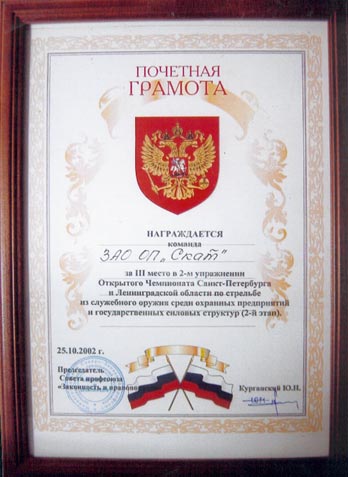 ПОЧЕТНАЯ
ГРАМОТА
НАГРАЖДАЕТСЯ
команда
ЗАО ОП „Скат"
за III место в 2-м упражнении
Открытого Чемпионата Санкт-Петербурга
и Ленинградской области по стрельбе
из служебного оружия среди охранных предприятий
и государственных силовых структур (2-й этап).
25.10.2002 г.
Председатель
Совета профсоюза
«Законность и
Курганский Ю.Н.